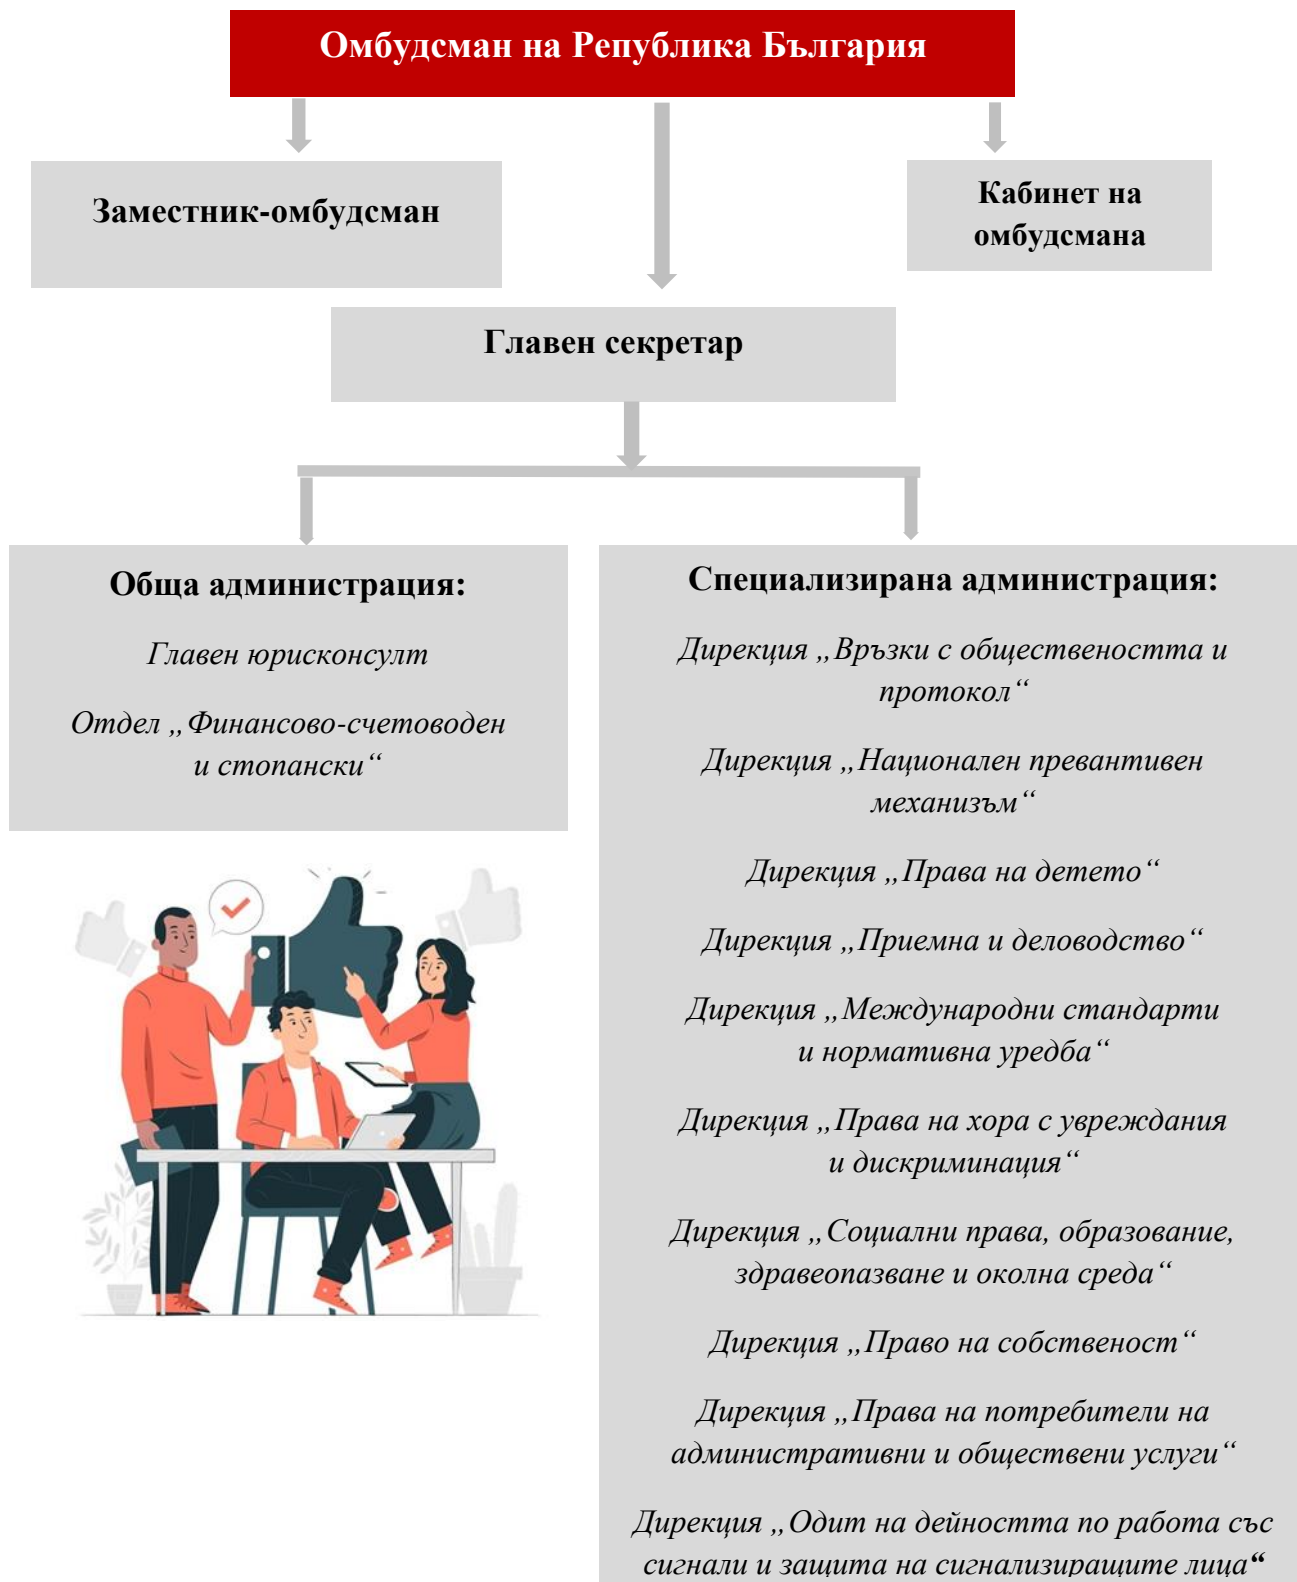 Омбудсман на Република България
Заместник-омбудсман
Кабинет на
омбудсмана
Главен секретар
Обща администрация:
Главен юрисконсулт
Отдел „Финансово-счетоводен
и стопански“
Специализирана администрация:
Дирекция „Връзки с обществеността и
протокол“
Дирекция „Национален превантивен
механизъм“
Дирекция „Права на детето“
Дирекция „Приемна и деловодство“
Дирекция „Международни стандарти
и нормативна уредба“
Дирекция „Права на хора с увреждания
и дискриминация“
Дирекция „Социални права, образование,
здравеопазване и околна среда“
Дирекция „Право на собственост“
Дирекция „Права на потребители на
административни и обществени услуги“
Дирекция „Одит на дейността по работа със
сигнали и защита на сигнализиращите лица“